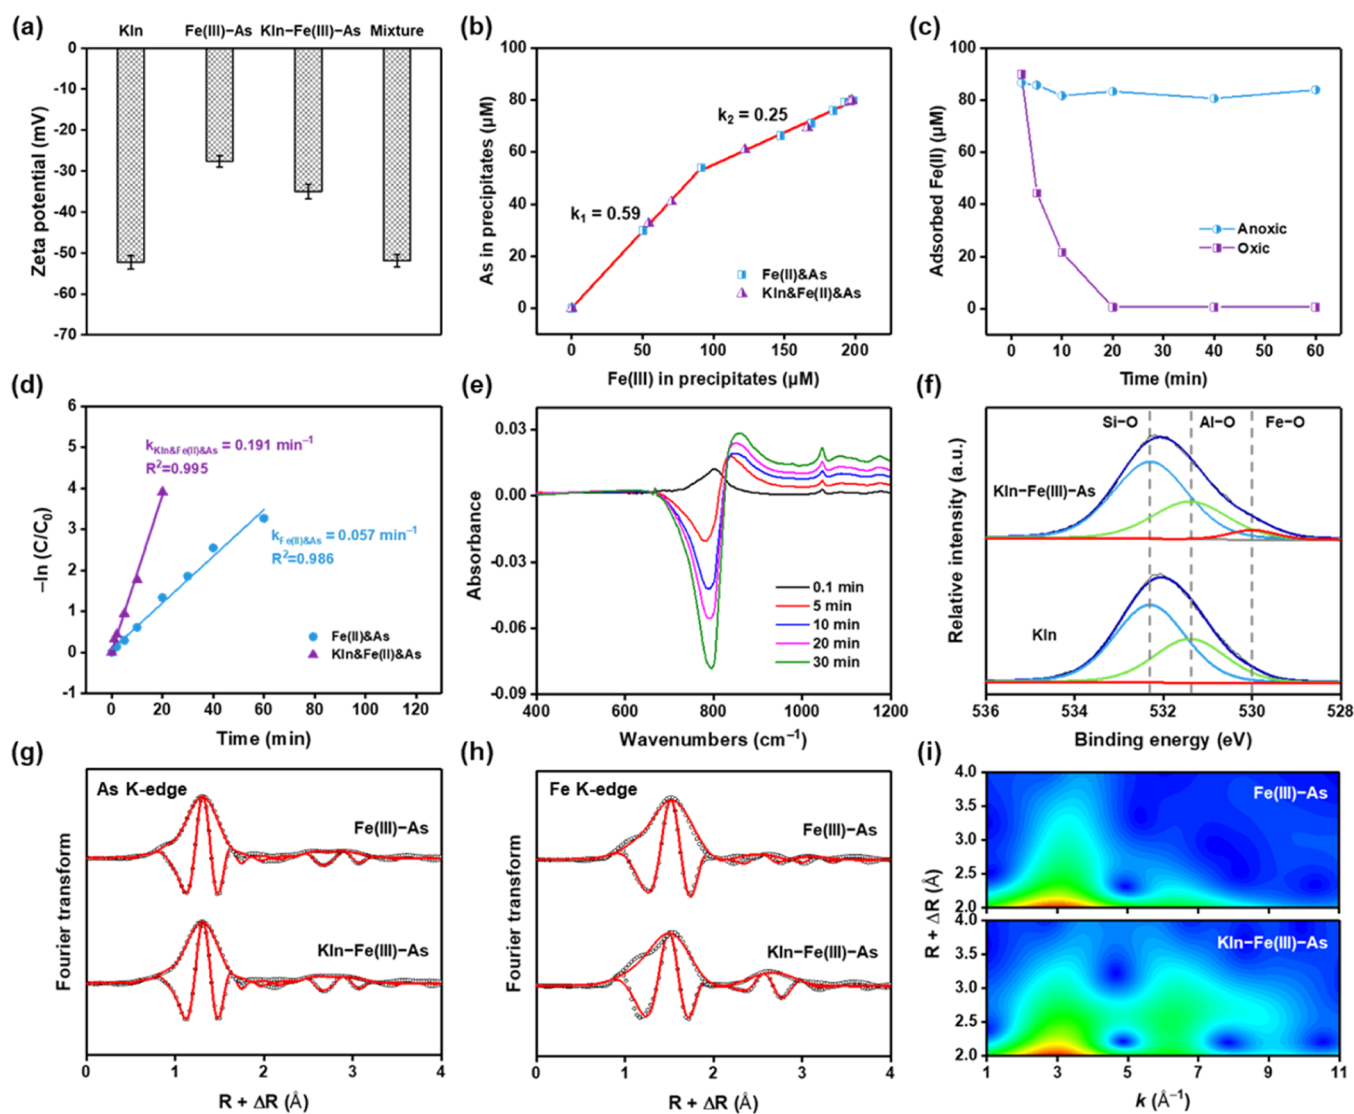 (a)
Kln Fe(III)−As Kln−Fe(III)−As Mixture
0
-10
-20
-30
-40
-50
-60
-70
Zeta potential (mV)
(b)
100
80
60
40
20
0
As in precipitates (µM)
k₂ = 0.25
k₁ = 0.59
Fe(II)&As
Kln&Fe(II)&As
0 50 100 150 200
Fe(III) in precipitates (µM)
(c)
100
80
60
40
20
0
Adsorbed Fe(II) (µM)
Anoxic
Oxic
0 10 20 30 40 50 60
Time (min)
(d)
6
5
4
3
2
1
0
-1
−ln (C/C₀)
k_Kln&Fe(II)&As = 0.191 min⁻¹
R²=0.995
k_Fe(II)&As = 0.057 min⁻¹
R²=0.986
Fe(II)&As
Kln&Fe(II)&As
0 20 40 60 80 100 120
Time (min)
(e)
0.03
0.00
-0.03
-0.06
-0.09
Absorbance
0.1 min
5 min
10 min
20 min
30 min
400 600 800 1000 1200
Wavenumbers (cm⁻¹)
(f)
Si−O Al−O Fe−O
Kln−Fe(III)−As
Kln
Relative intensity (a.u.)
536 534 532 530 528
Binding energy (eV)
(g)
As K-edge
Fe(III)−As
Kln−Fe(III)−As
Fourier transform
0 1 2 3 4
R + ΔR (Å)
(h)
Fe K-edge
Fe(III)−As
Kln−Fe(III)−As
Fourier transform
0 1 2 3 4
R + ΔR (Å)
(i)
4.0
3.5
3.0
2.5
2.0
Fe(III)−As
4.0
3.5
3.0
2.5
2.0
Kln−Fe(III)−As
R + ΔR (Å)
1 3 5 7 9 11
k (Å⁻¹)